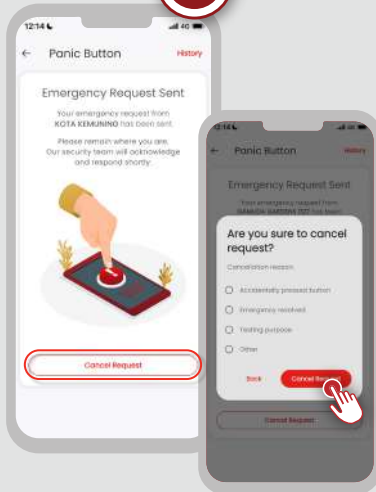 12:14
4G
← Panic Button History
Emergency Request Sent
Your emergency request from
KOTA KEMUNING has been sent.
Please remain where you are.
Our security team will acknowledge
and respond shortly.
Cancel Request
12:14
← Panic Button History
Emergency Request Sent
Your emergency request from
has been
Are you sure to cancel
request?
Cancellation reason
Accidentally pressed button
Emergency resolved
Testing purpose
Other
Back Cancel
Cancel Request